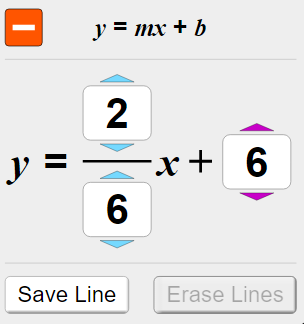 y = mx + b
2
y = x + 6
6
Save Line Erase Lines